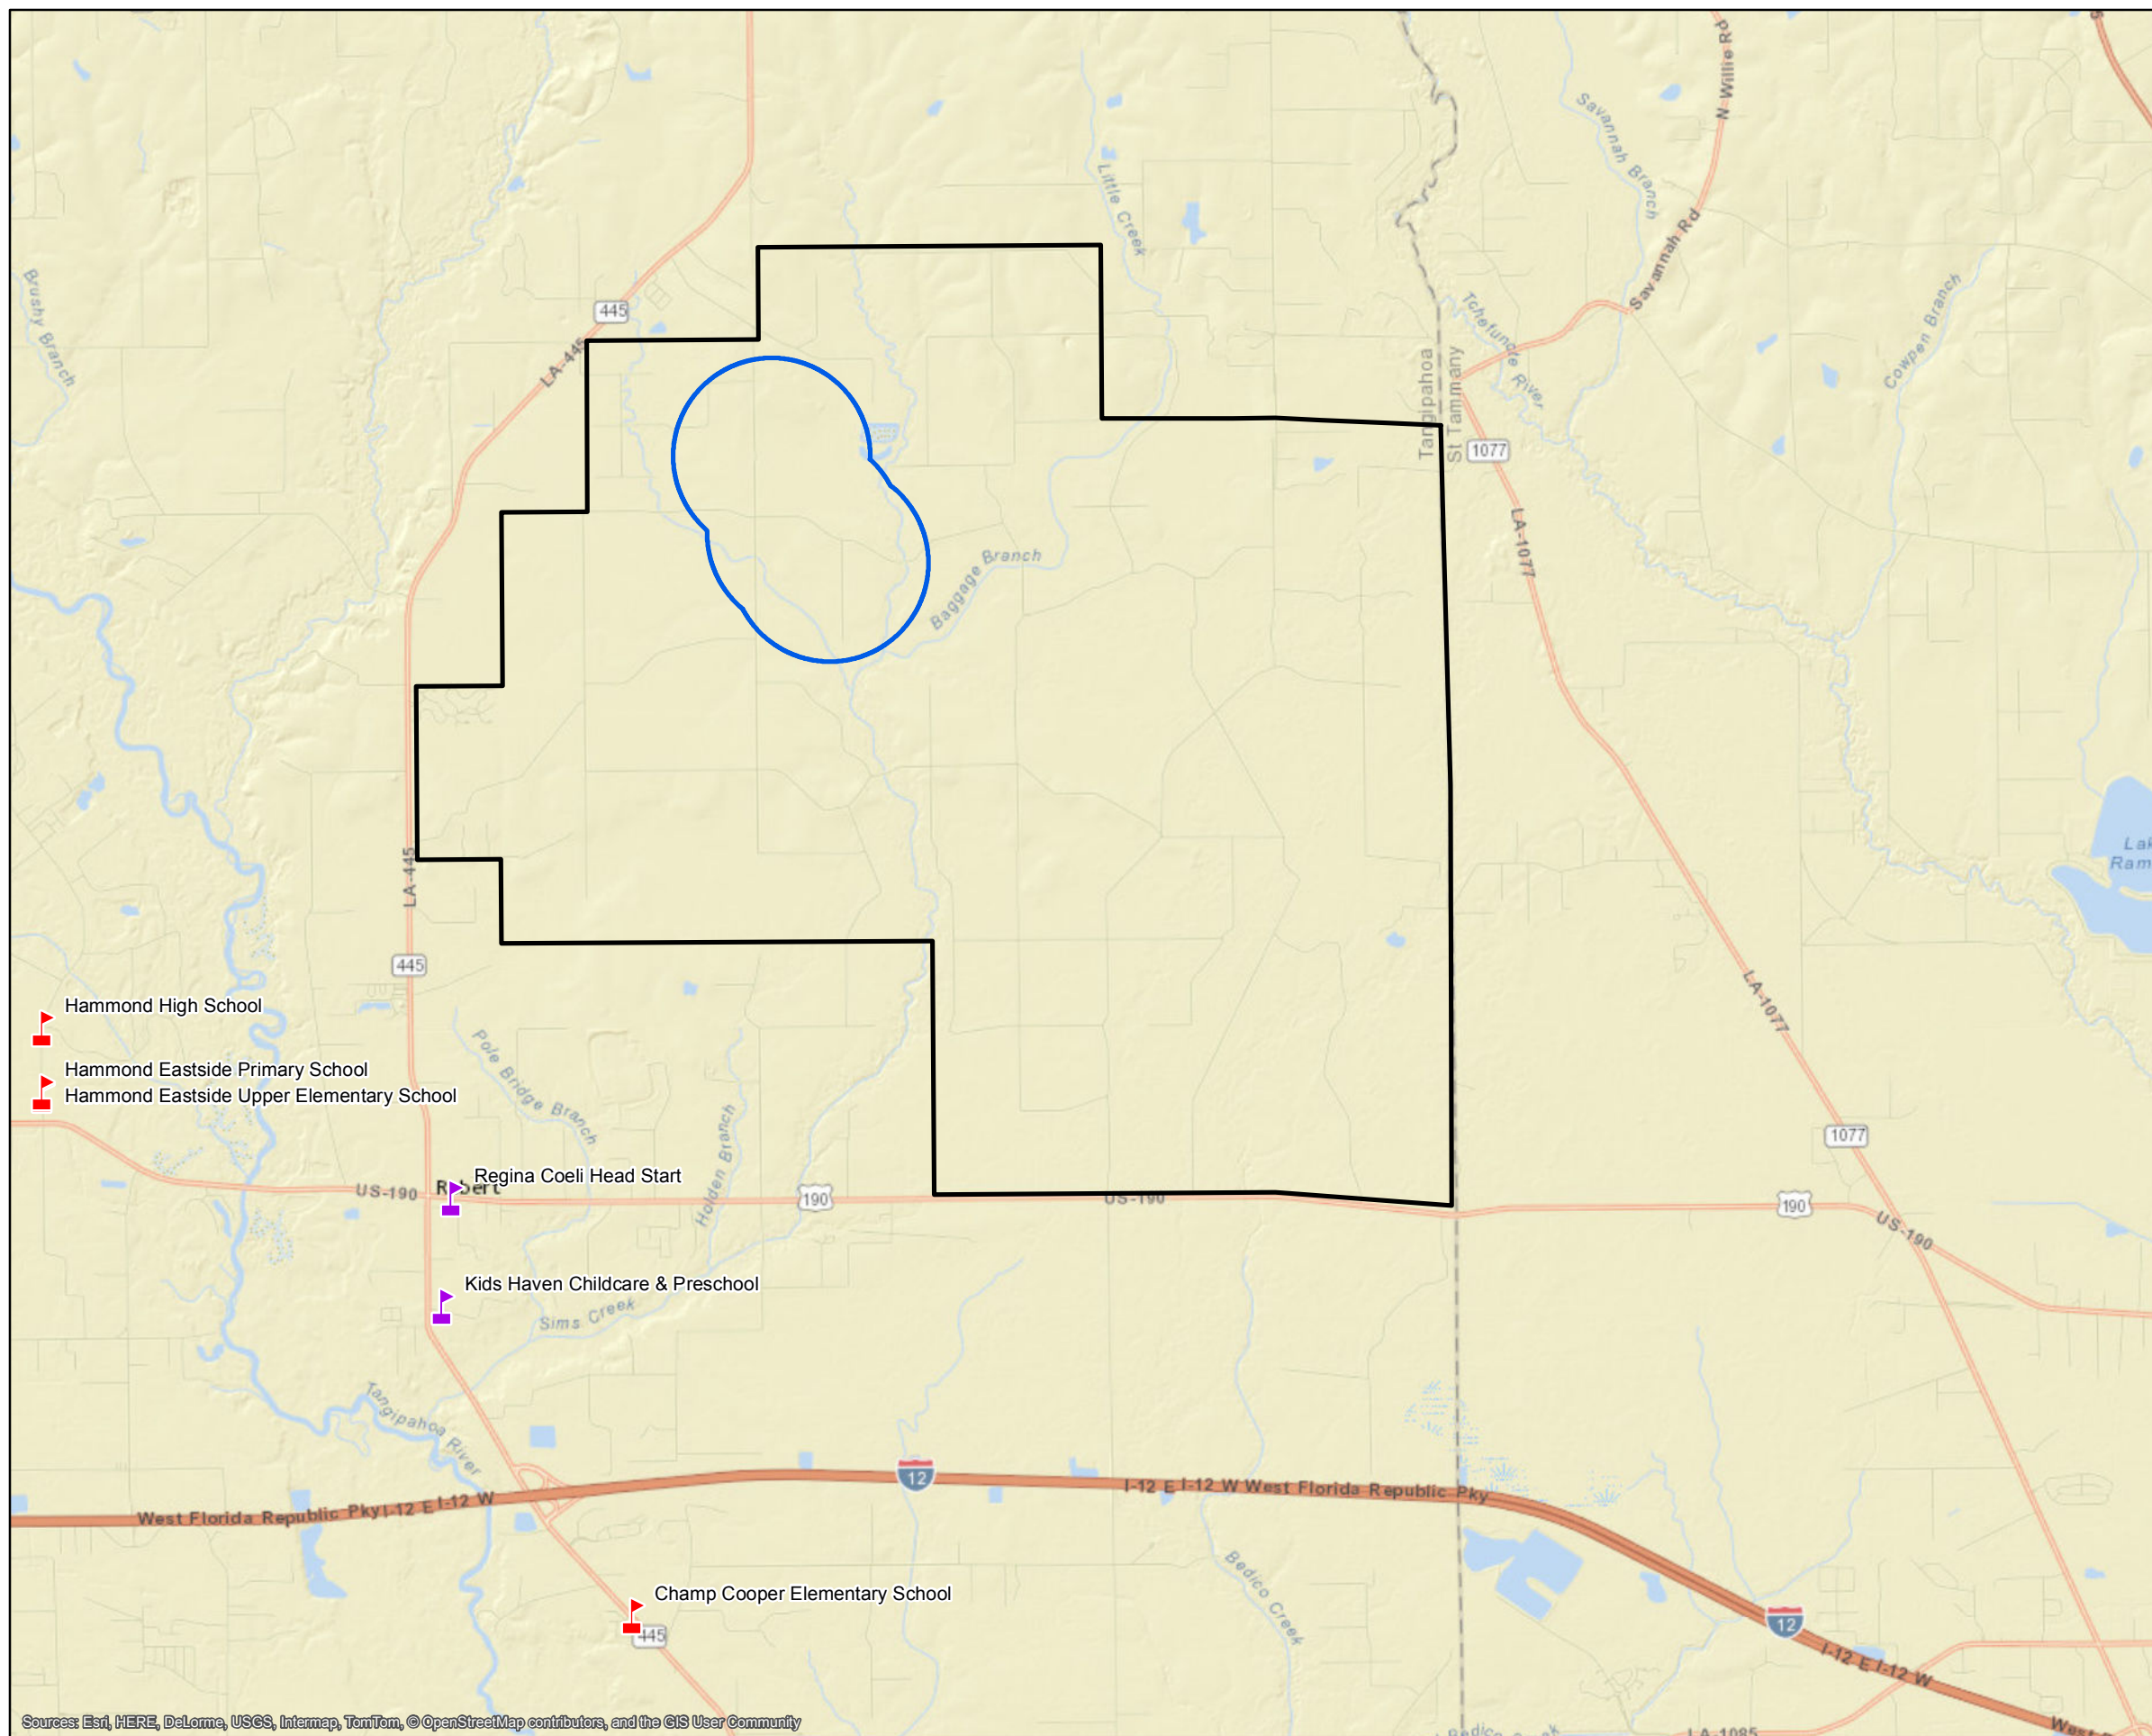 N Willie Rd
Savannah Branch
Little Creek
Savannah Rd
Brushy Branch
445
LA-445
Tchefuncte River
Cowpen Branch
Tangipahoa
St Tammany
1077
LA-1077
Baggage Branch
Lak
Ram
LA-445
445
LA-1077
Hammond High School
Hammond Eastside Primary School
Hammond Eastside Upper Elementary School
Pole Bridge Branch
Holden Branch
1077
Regina Coeli Head Start
US-190
Robert
190
US-190
190
US-190
Kids Haven Childcare & Preschool
Sims Creek
Tangipahoa River
12
I-12 E I-12 W West Florida Republic Pky
West Florida Republic Pky I-12 E I-12 W
Bedico Creek
Champ Cooper Elementary School
445
12
I-12 E I-12 W
Sources: Esri, HERE, DeLorme, USGS, Intermap, TomTom, © OpenStreetMap contributors, and the GIS User Community
LA-1085
West